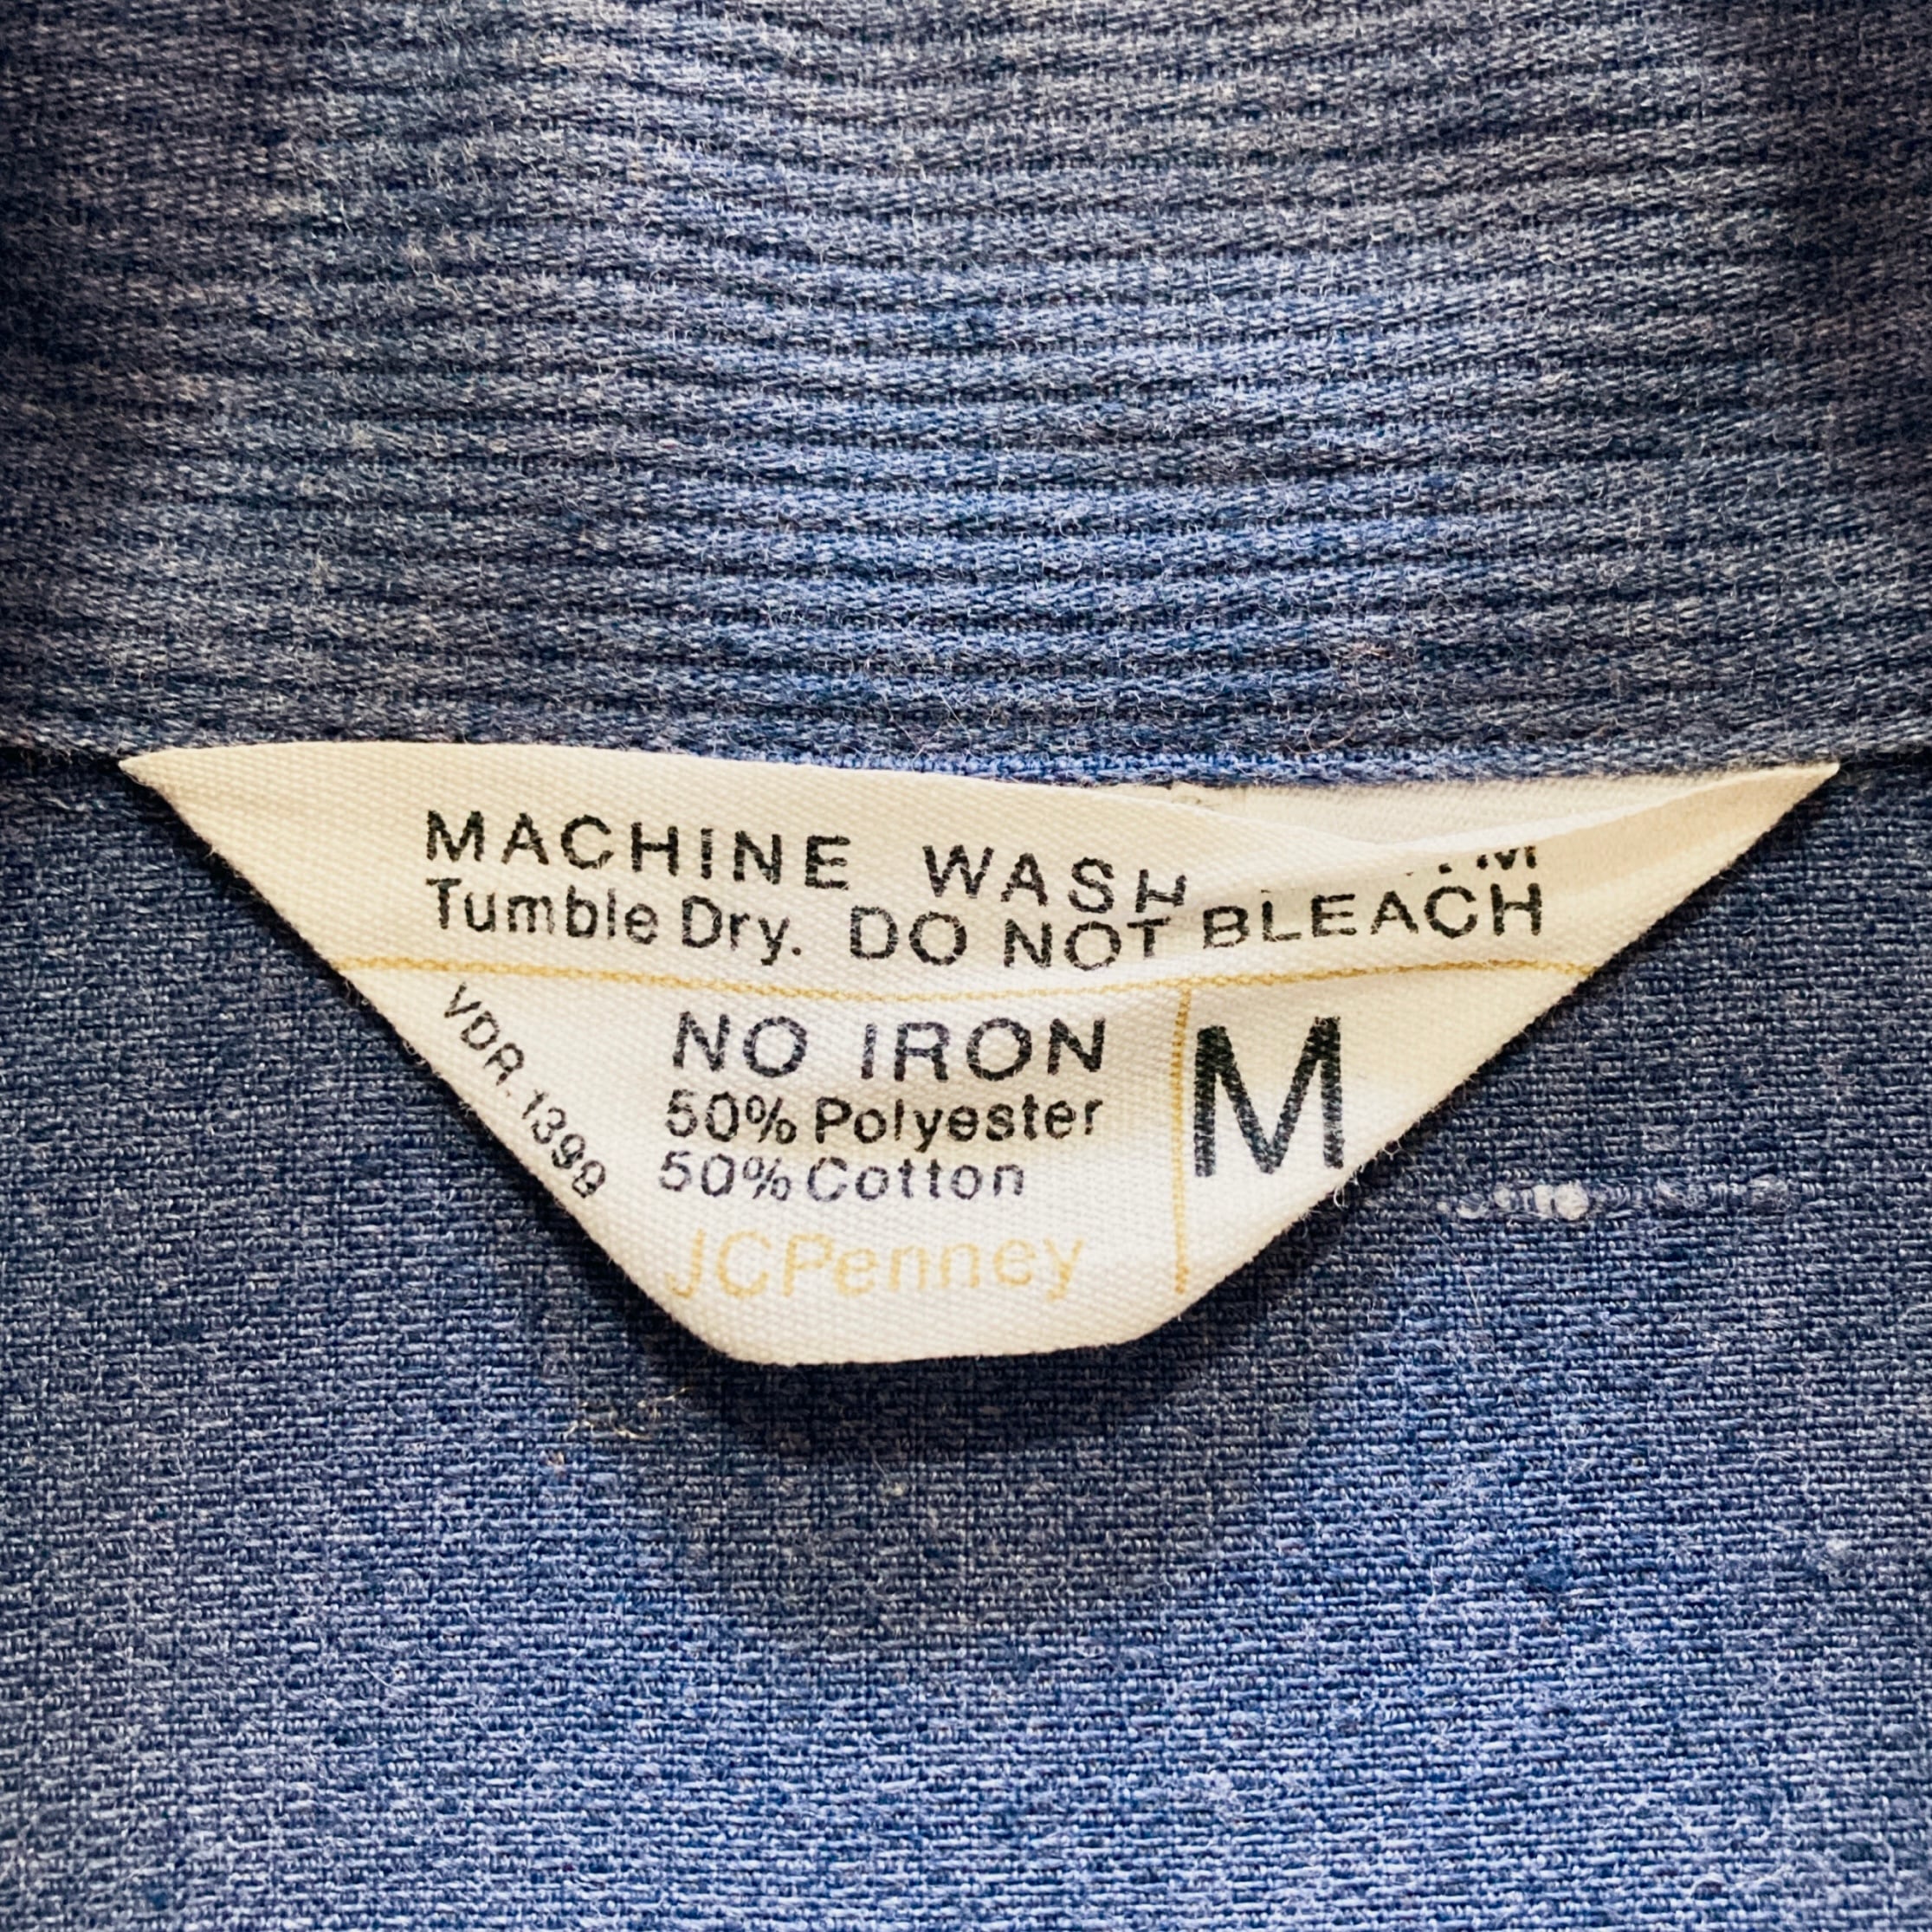 MACHINE WASH
Tumble Dry. DO NOT BLEACH
VDR. 1399
NO IRON
50% Polyester
50% Cotton
M
JCPenney